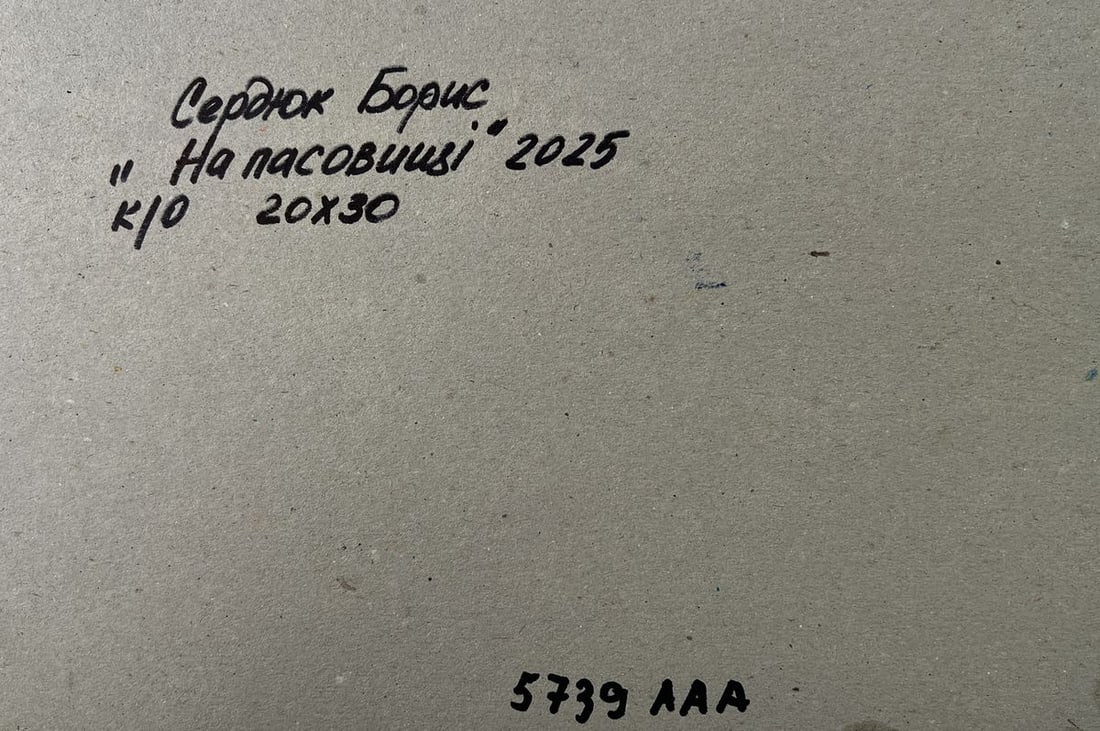 Сердюк Борис
„На пасовищі" 2025
к/о 20х30
5739 ААА